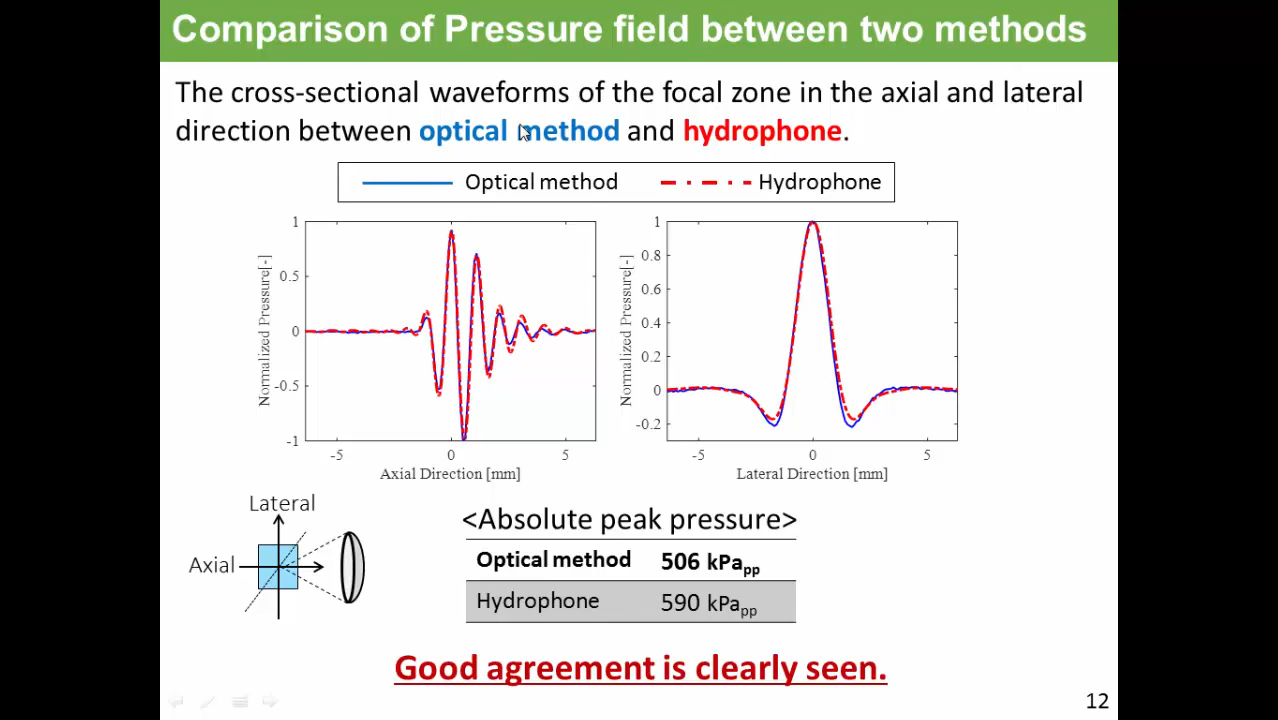 Comparison of Pressure field between two methods
The cross-sectional waveforms of the focal zone in the axial and lateral
direction between optical method and hydrophone.
Optical method Hydrophone
1
0.5
0
-0.5
-1
-5 0 5
Normalized Pressure[-]
Axial Direction [mm]
1
0.8
0.6
0.4
0.2
0
-0.2
-5 0 5
Normalized Pressure[-]
Lateral Direction [mm]
Lateral
Axial
<Absolute peak pressure>
Optical method 506 kPapp
Hydrophone 590 kPapp
Good agreement is clearly seen.
12